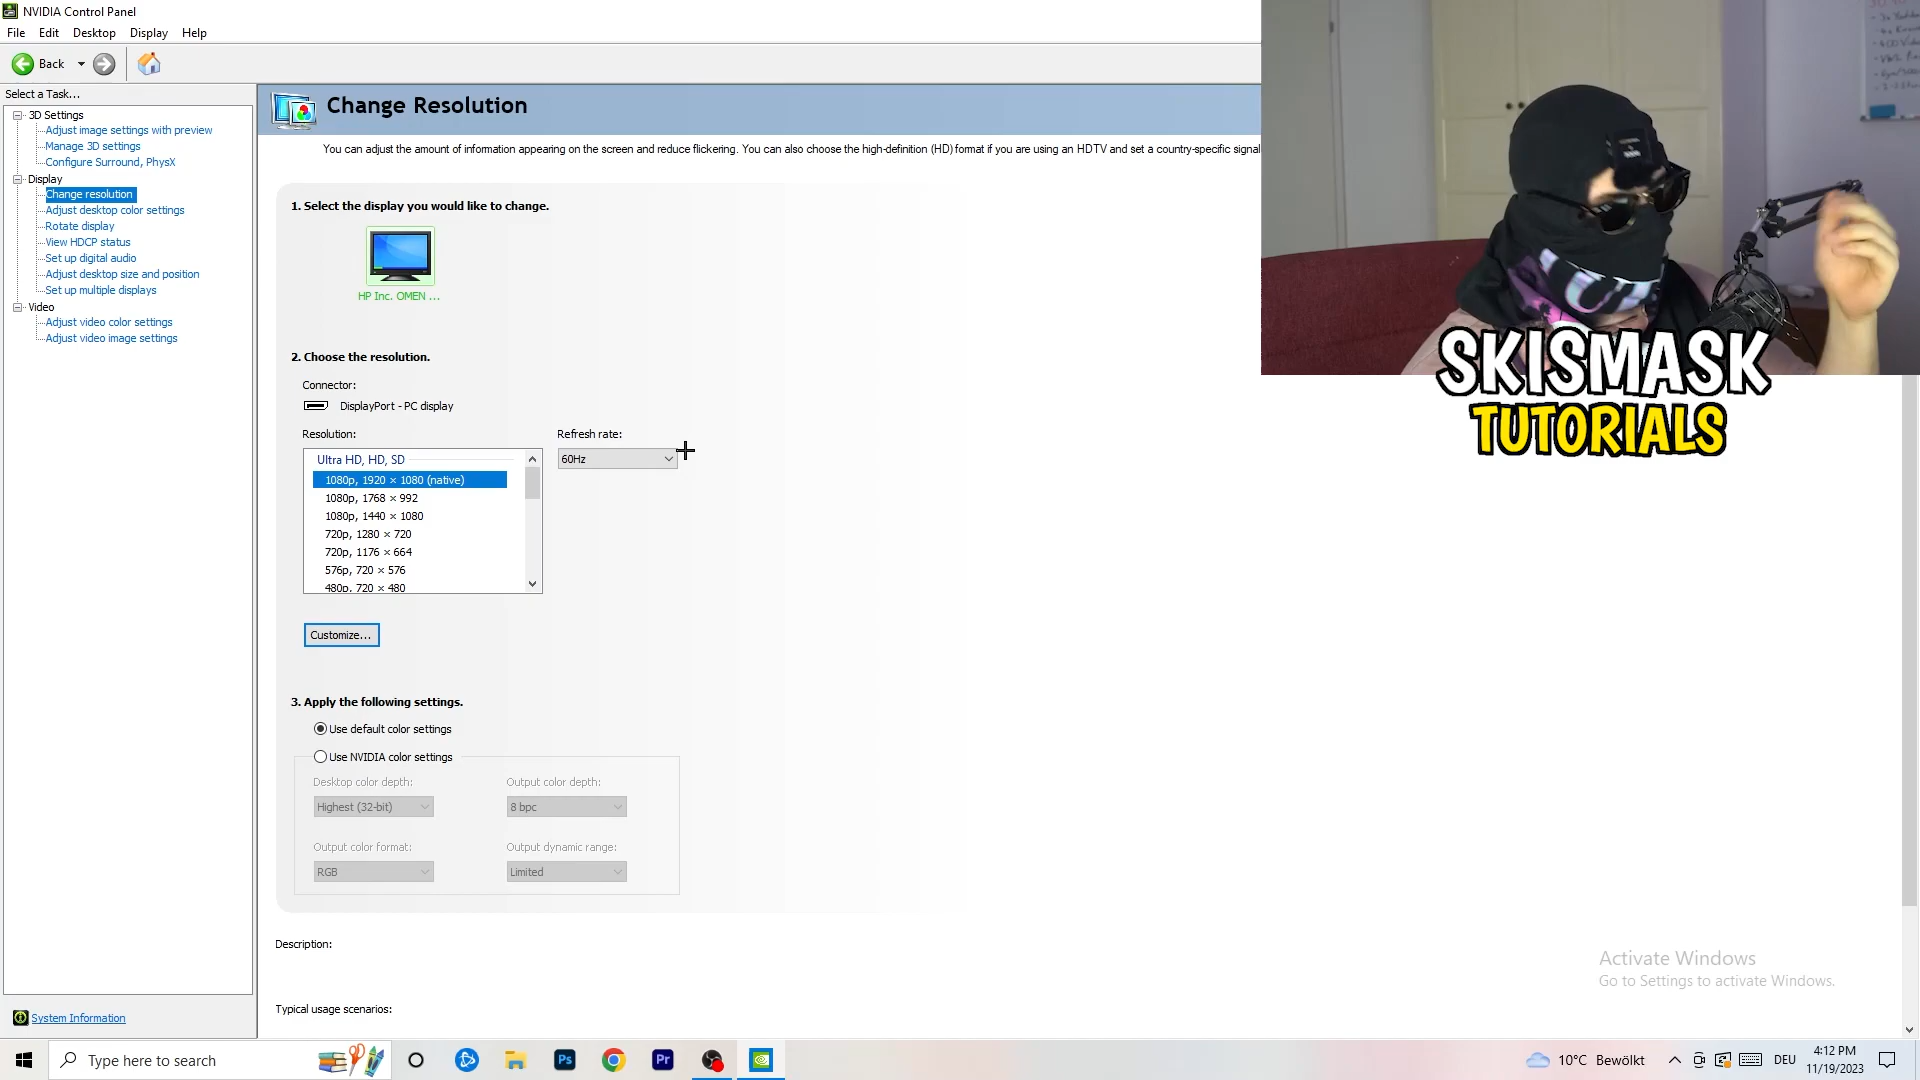 NVIDIA Control Panel
File Edit Desktop Display Help
Back
Select a Task...
3D Settings
Adjust image settings with preview
Manage 3D settings
Configure Surround, PhysX
Display
Change resolution
Adjust desktop color settings
Rotate display
View HDCP status
Set up digital audio
Adjust desktop size and position
Set up multiple displays
Video
Adjust video color settings
Adjust video image settings
System Information
Change Resolution
You can adjust the amount of information appearing on the screen and reduce flickering. You can also choose the high-definition (HD) format if you are using an HDTV and set a country-specific signal
1. Select the display you would like to change.
HP Inc. OMEN ...
2. Choose the resolution.
Connector:
DisplayPort - PC display
Resolution:
Refresh rate:
Ultra HD, HD, SD
60Hz
1080p, 1920 × 1080 (native)
1080p, 1768 × 992
1080p, 1440 × 1080
720p, 1280 × 720
720p, 1176 × 664
576p, 720 × 576
480p, 720 × 480
Customize...
3. Apply the following settings.
Use default color settings
Use NVIDIA color settings
Desktop color depth:
Output color depth:
Highest (32-bit)
8 bpc
Output color format:
Output dynamic range:
RGB
Limited
Description:
Typical usage scenarios:
SKISMASK
TUTORIALS
Activate Windows
Go to Settings to activate Windows.
Type here to search
Ps
Pr
10°C Bewölkt
DEU
4:12 PM
11/19/2023